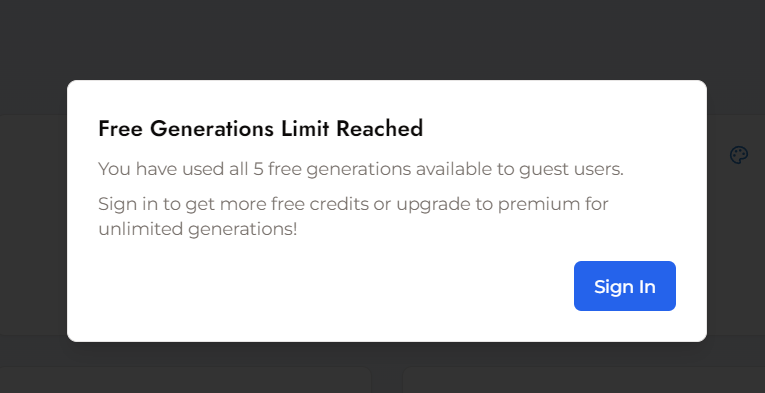 Free Generations Limit Reached
You have used all 5 free generations available to guest users.
Sign in to get more free credits or upgrade to premium for
unlimited generations!
Sign In